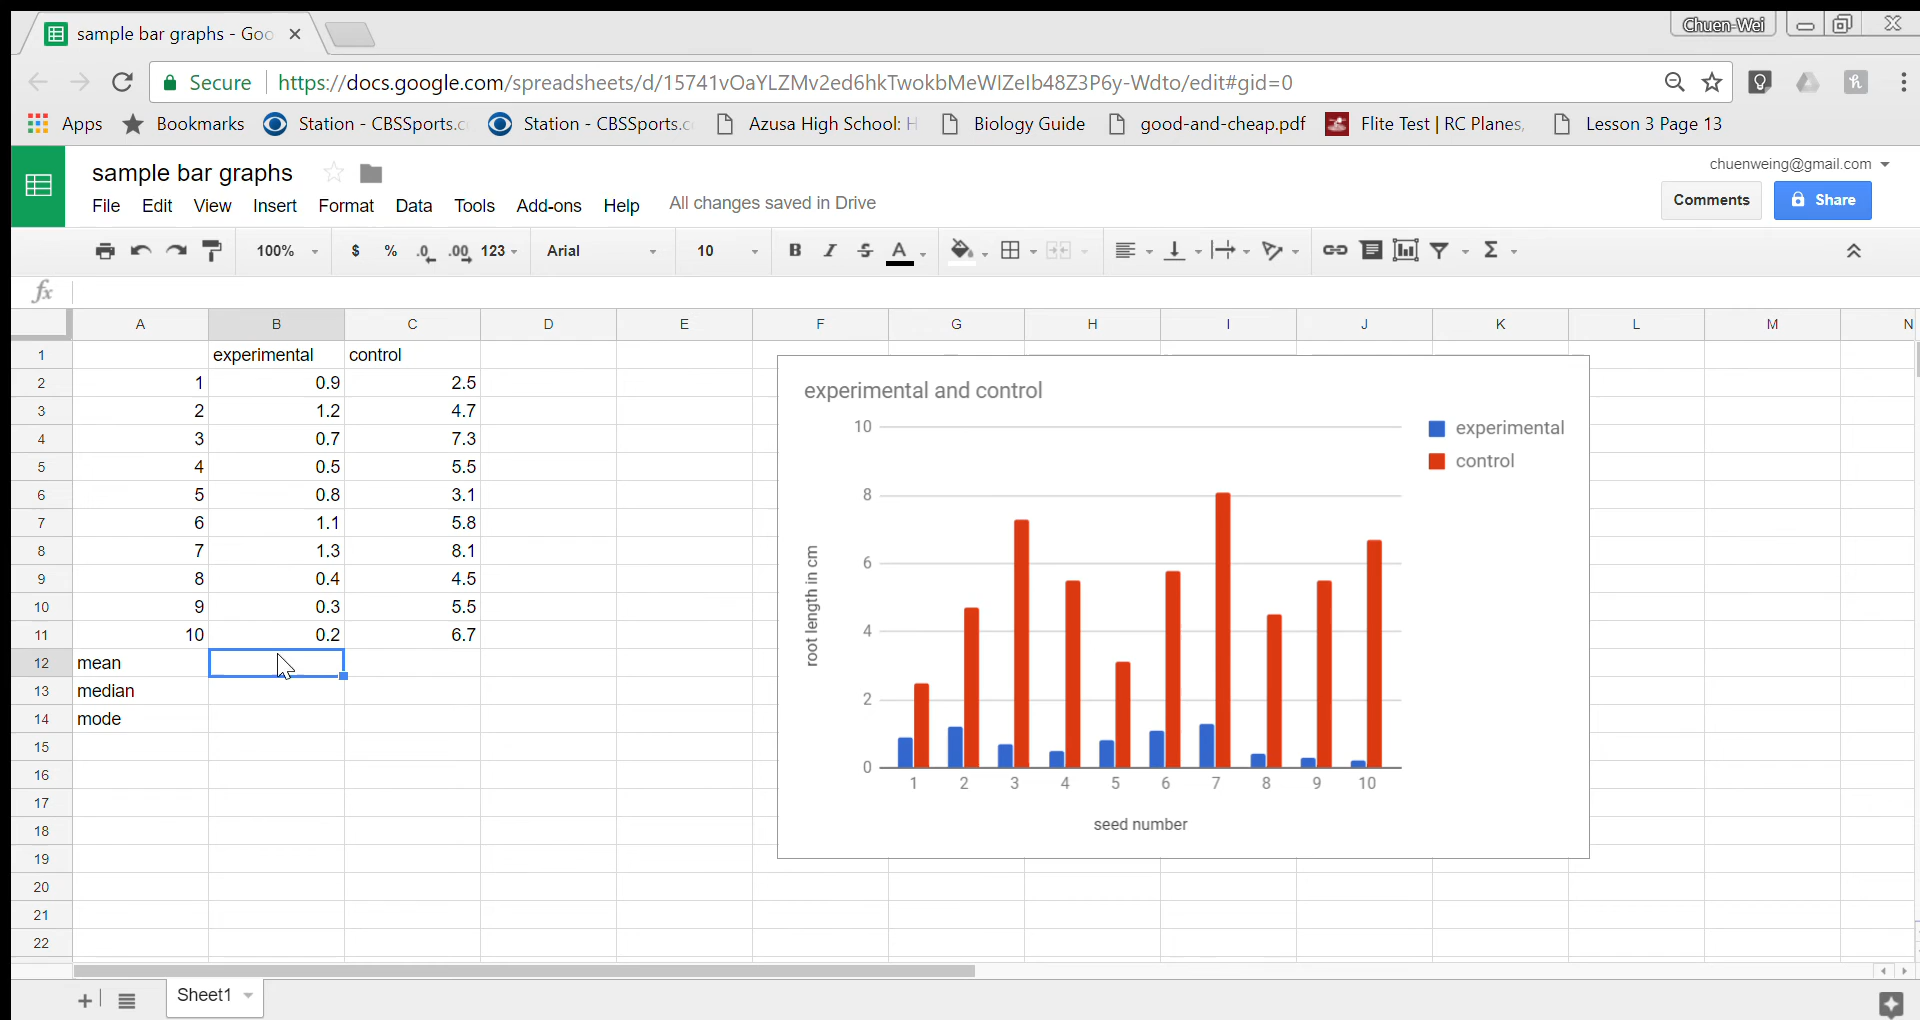 sample bar graphs - Goo
Chuen-Wei
Secure https://docs.google.com/spreadsheets/d/15741vOaYLZMv2ed6hkTwokbMeWIZeIb48Z3P6y-Wdto/edit#gid=0
Apps Bookmarks Station - CBSSports.c Station - CBSSports.c Azusa High School: H Biology Guide good-and-cheap.pdf Flite Test | RC Planes, Lesson 3 Page 13
sample bar graphs
chuenweing@gmail.com
File Edit View Insert Format Data Tools Add-ons Help All changes saved in Drive
Comments Share
100% $ % .0 .00 123 Arial 10 B I S A Σ
fx
A B C D E F G H I J K L M N
1 experimental control
2 1 0.9 2.5
3 2 1.2 4.7
4 3 0.7 7.3
5 4 0.5 5.5
6 5 0.8 3.1
7 6 1.1 5.8
8 7 1.3 8.1
9 8 0.4 4.5
10 9 0.3 5.5
11 10 0.2 6.7
12 mean
13 median
14 mode
15
16
17
18
19
20
21
22
experimental and control
experimental
control
root length in cm
10
8
6
4
2
0
1 2 3 4 5 6 7 8 9 10
seed number
Sheet1